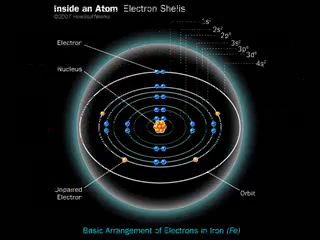 Inside an Atom Electron Shells
©2007 HowStuffWorks
1s²
2s²
2p⁶
3s²
3p⁶
3d⁶
4s²
Electron
Nucleus
Unpaired
Electron
Orbit
Basic Arrangement of Electrons in Iron (Fe)